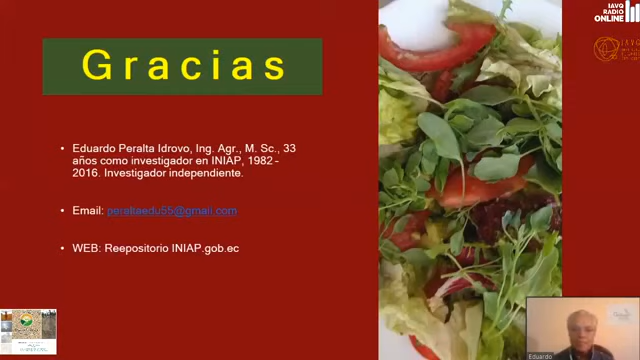 IAVQ
RADIO
ONLINE
IAVQ
Gracias
• Eduardo Peralta Idrovo, Ing. Agr., M. Sc., 33
años como investigador en INIAP, 1982 -
2016. Investigador independiente.
• Email: peraltaedu55@gmail.com
• WEB: Reepositorio INIAP.gob.ec
Eduardo